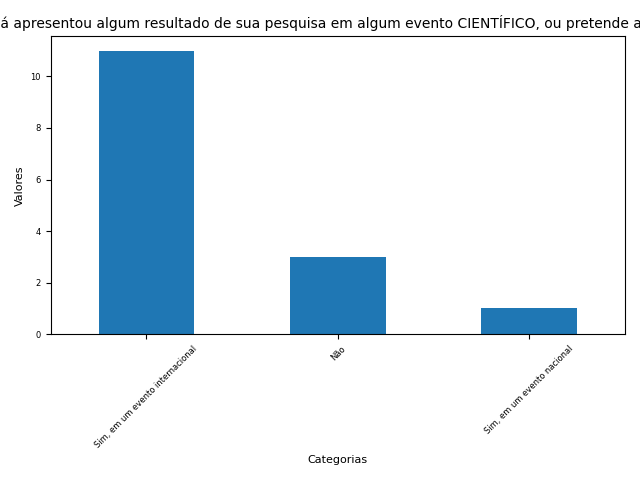 á apresentou algum resultado de sua pesquisa em algum evento CIENTÍFICO, ou pretende a
Valores
10
8
6
4
2
0
Sim, em um evento internacional
Não
Sim, em um evento nacional
Categorias